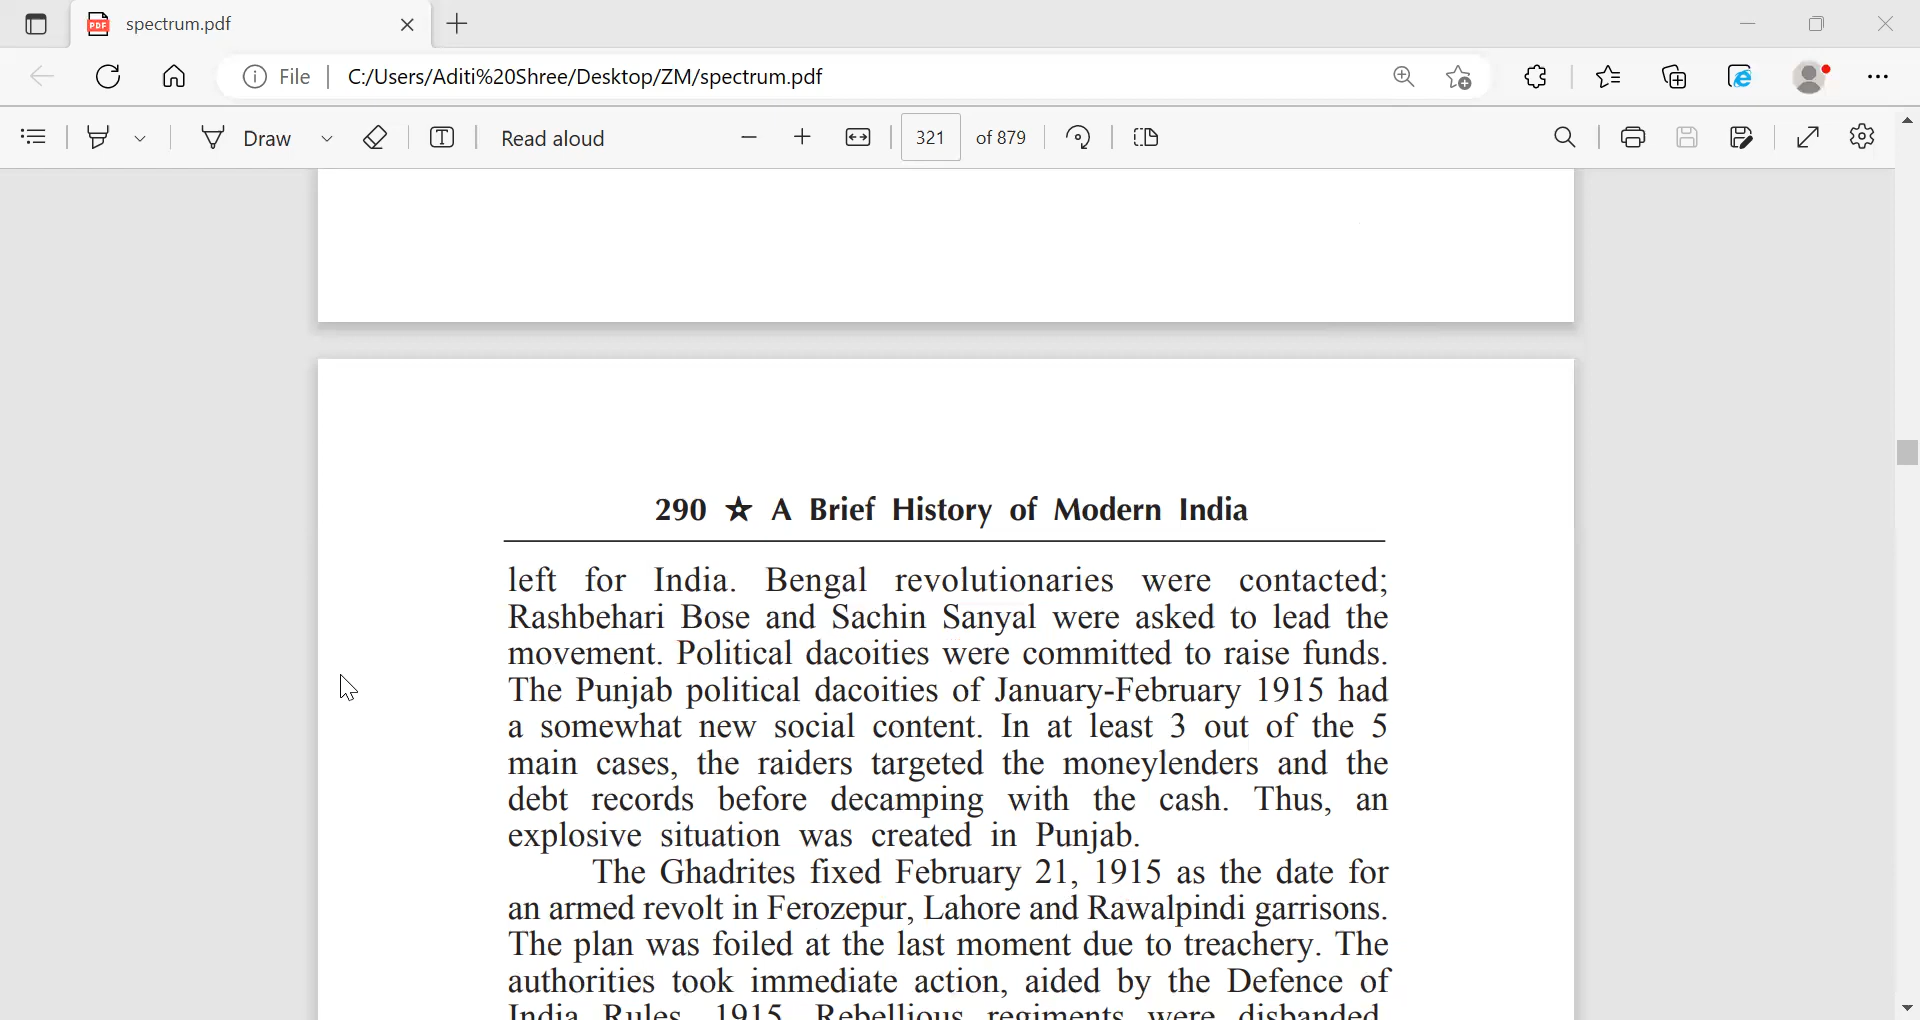 spectrum.pdf
File | C:/Users/Aditi%20Shree/Desktop/ZM/spectrum.pdf
Draw Read aloud 321 of 879
290 ☆ A Brief History of Modern India
left for India. Bengal revolutionaries were contacted;
Rashbehari Bose and Sachin Sanyal were asked to lead the
movement. Political dacoities were committed to raise funds.
The Punjab political dacoities of January-February 1915 had
a somewhat new social content. In at least 3 out of the 5
main cases, the raiders targeted the moneylenders and the
debt records before decamping with the cash. Thus, an
explosive situation was created in Punjab.
The Ghadrites fixed February 21, 1915 as the date for
an armed revolt in Ferozepur, Lahore and Rawalpindi garrisons.
The plan was foiled at the last moment due to treachery. The
authorities took immediate action, aided by the Defence of
India Rules, 1915. Rebellious regiments were disbanded,